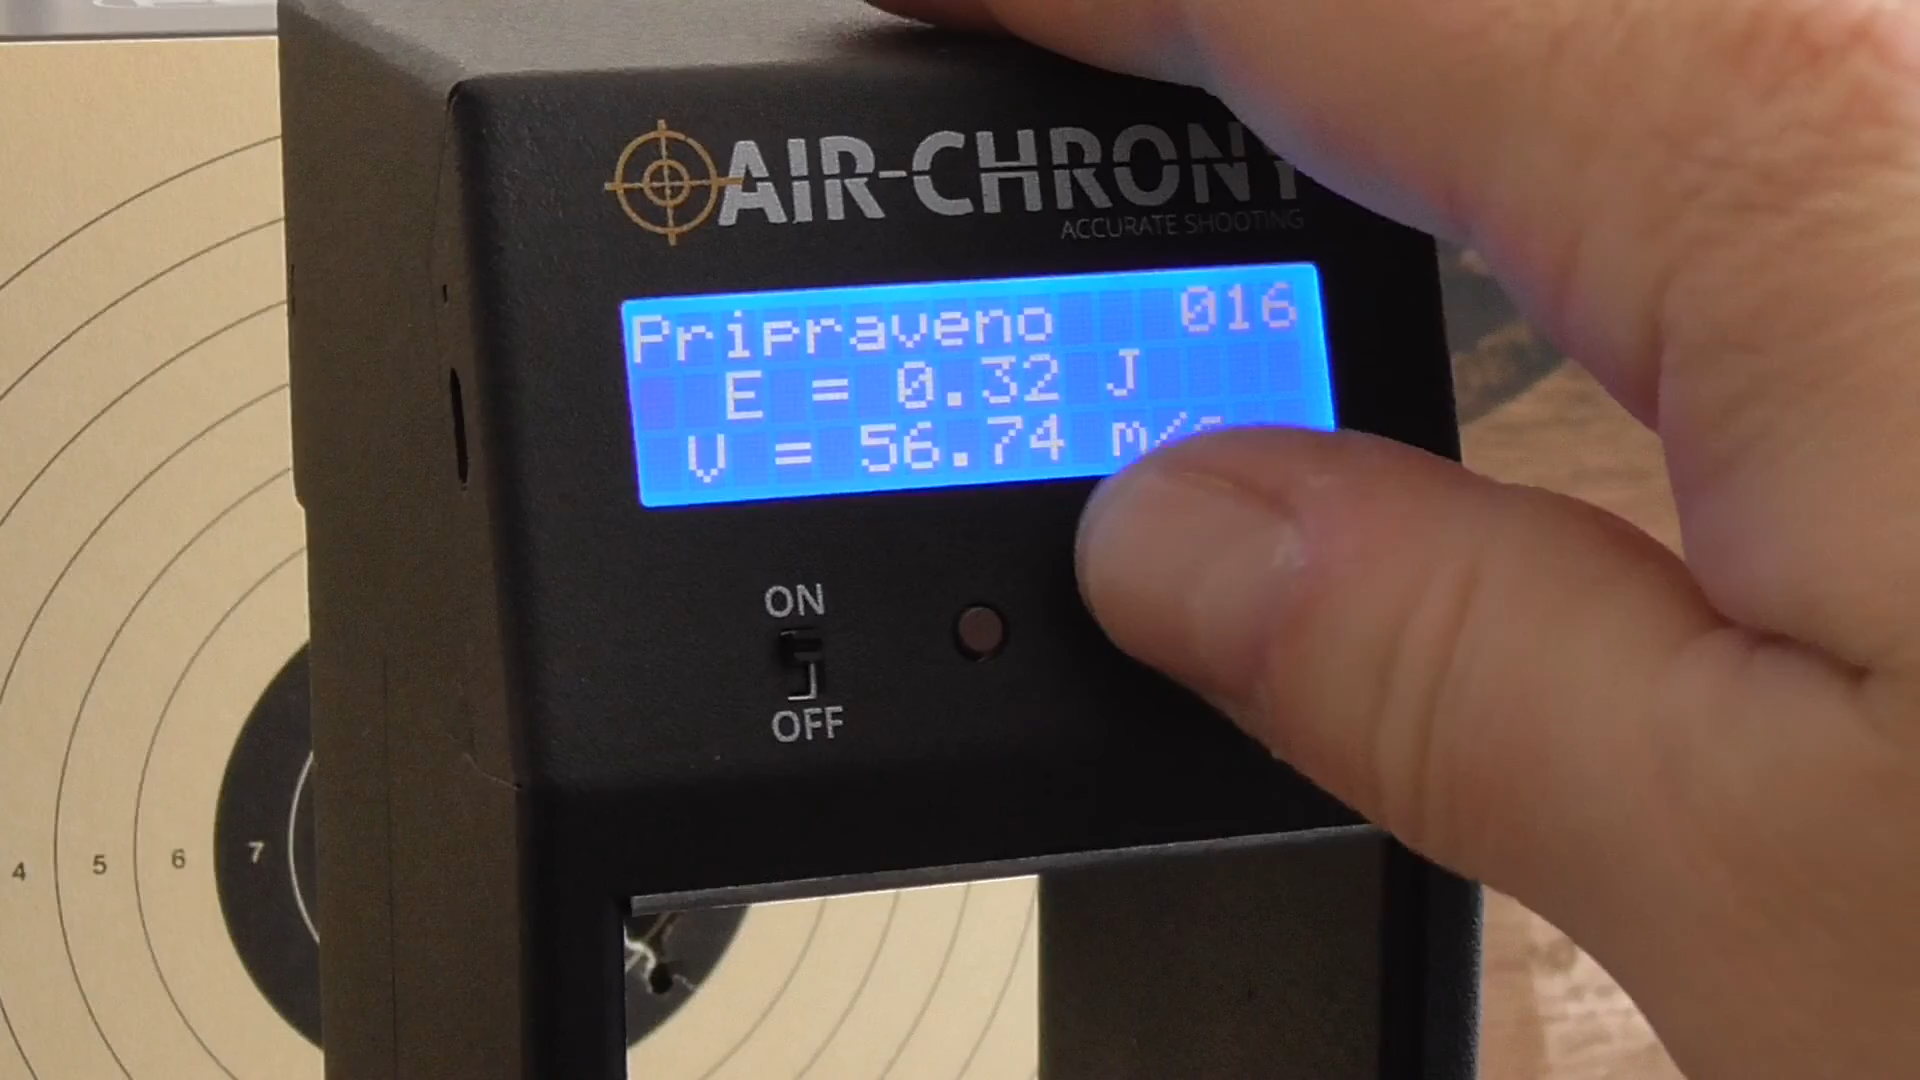 AIR-CHRONY
ACCURATE SHOOTING
Pripraveno 016
E = 0.32 J
V = 56.74 m/s
ON
OFF
4 5 6 7